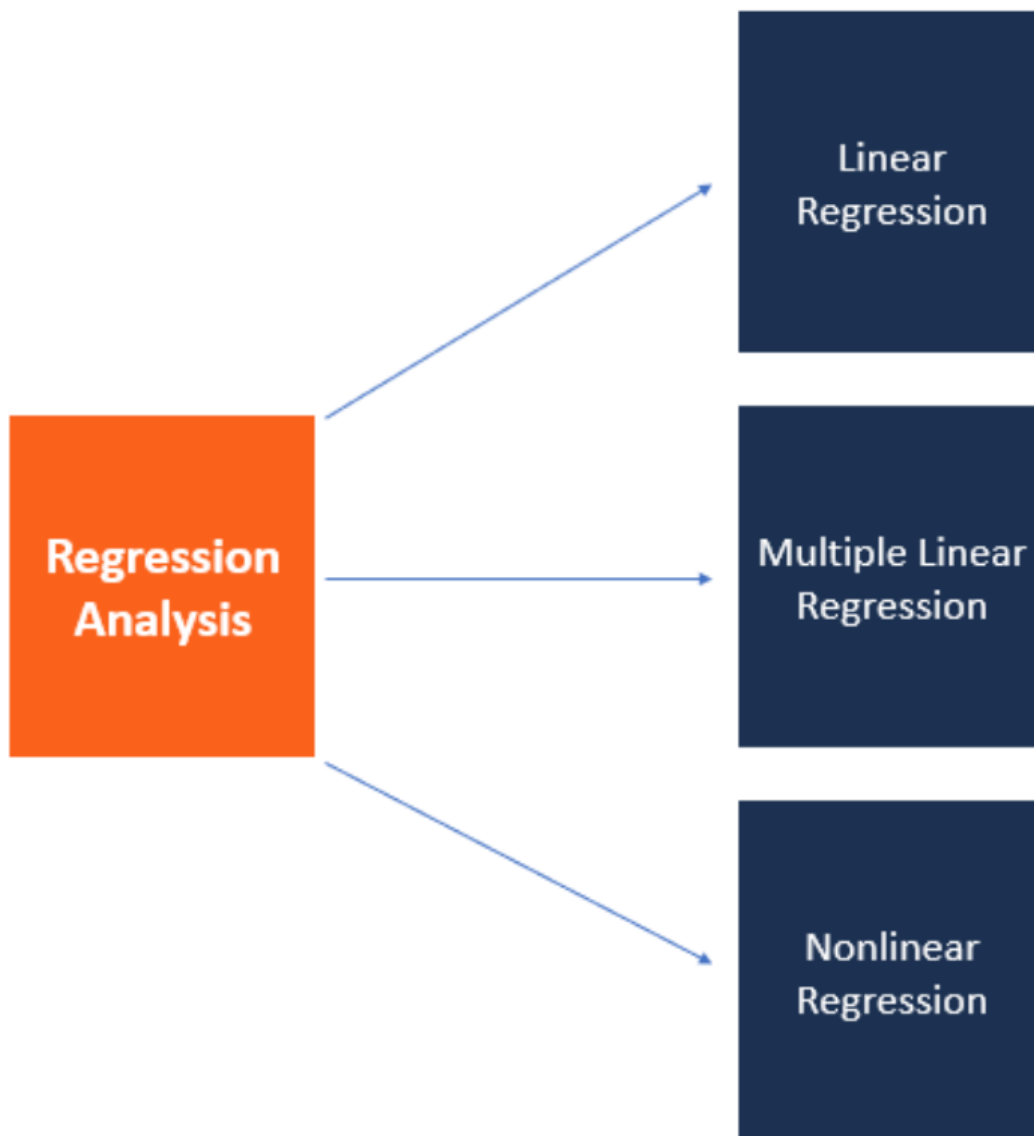 Regression
Analysis
Linear
Regression
Multiple Linear
Regression
Nonlinear
Regression